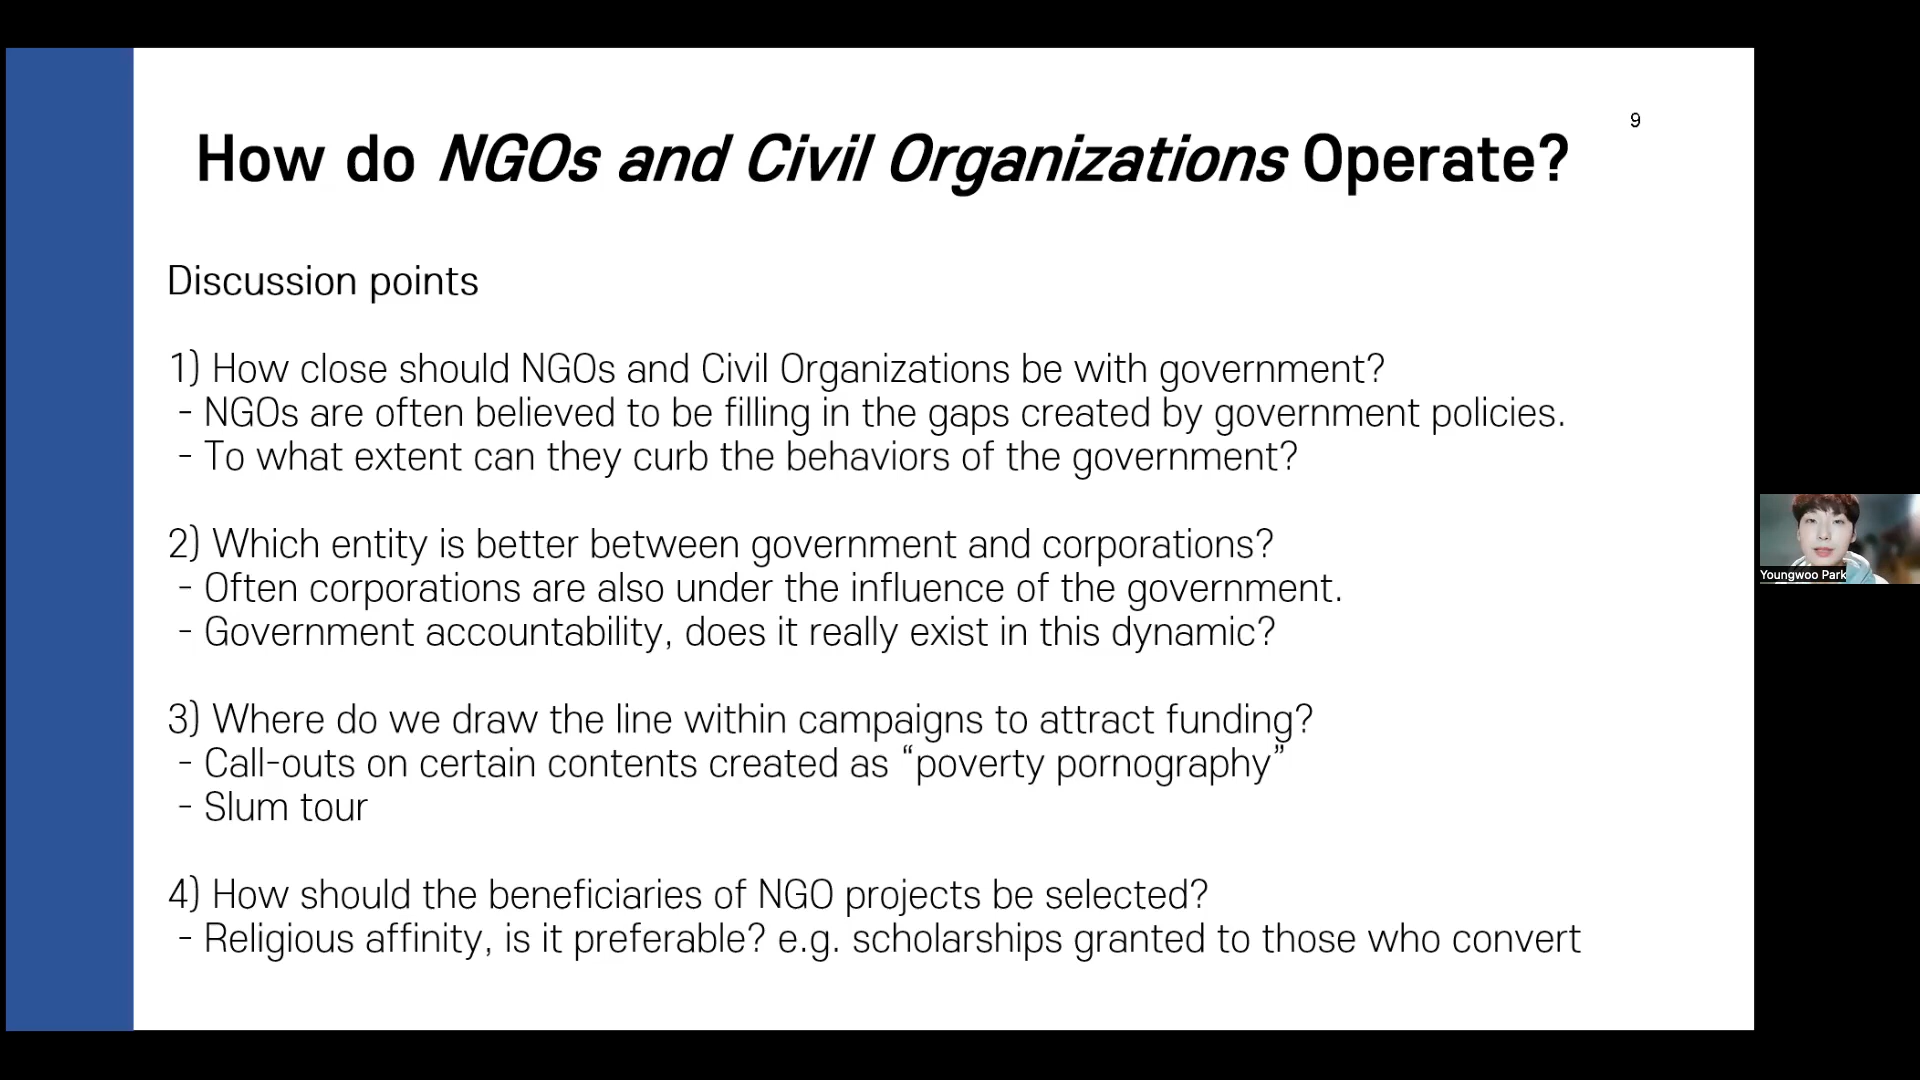 9
How do NGOs and Civil Organizations Operate?
Discussion points
1) How close should NGOs and Civil Organizations be with government?
- NGOs are often believed to be filling in the gaps created by government policies.
- To what extent can they curb the behaviors of the government?
2) Which entity is better between government and corporations?
- Often corporations are also under the influence of the government.
- Government accountability, does it really exist in this dynamic?
3) Where do we draw the line within campaigns to attract funding?
- Call-outs on certain contents created as “poverty pornography”
- Slum tour
4) How should the beneficiaries of NGO projects be selected?
- Religious affinity, is it preferable? e.g. scholarships granted to those who convert
Youngwoo Park